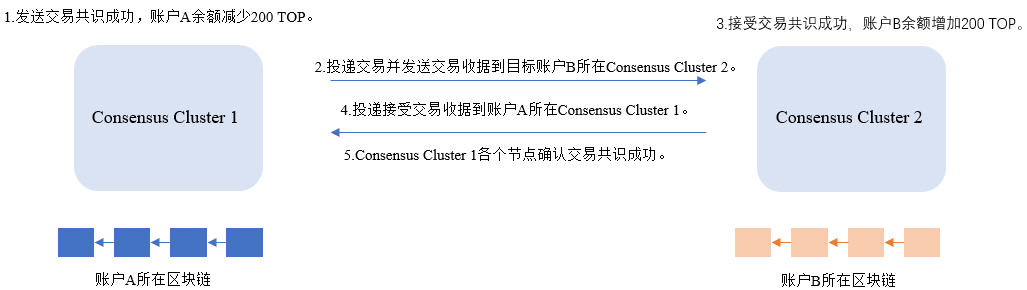 1.发送交易共识成功，账户A余额减少200 TOP。
3.接受交易共识成功，账户B余额增加200 TOP。
2.投递交易并发送交易收据到目标账户B所在Consensus Cluster 2。
Consensus Cluster 1
4.投递接受交易收据到账户A所在Consensus Cluster 1。
Consensus Cluster 2
5.Consensus Cluster 1各个节点确认交易共识成功。
账户A所在区块链
账户B所在区块链